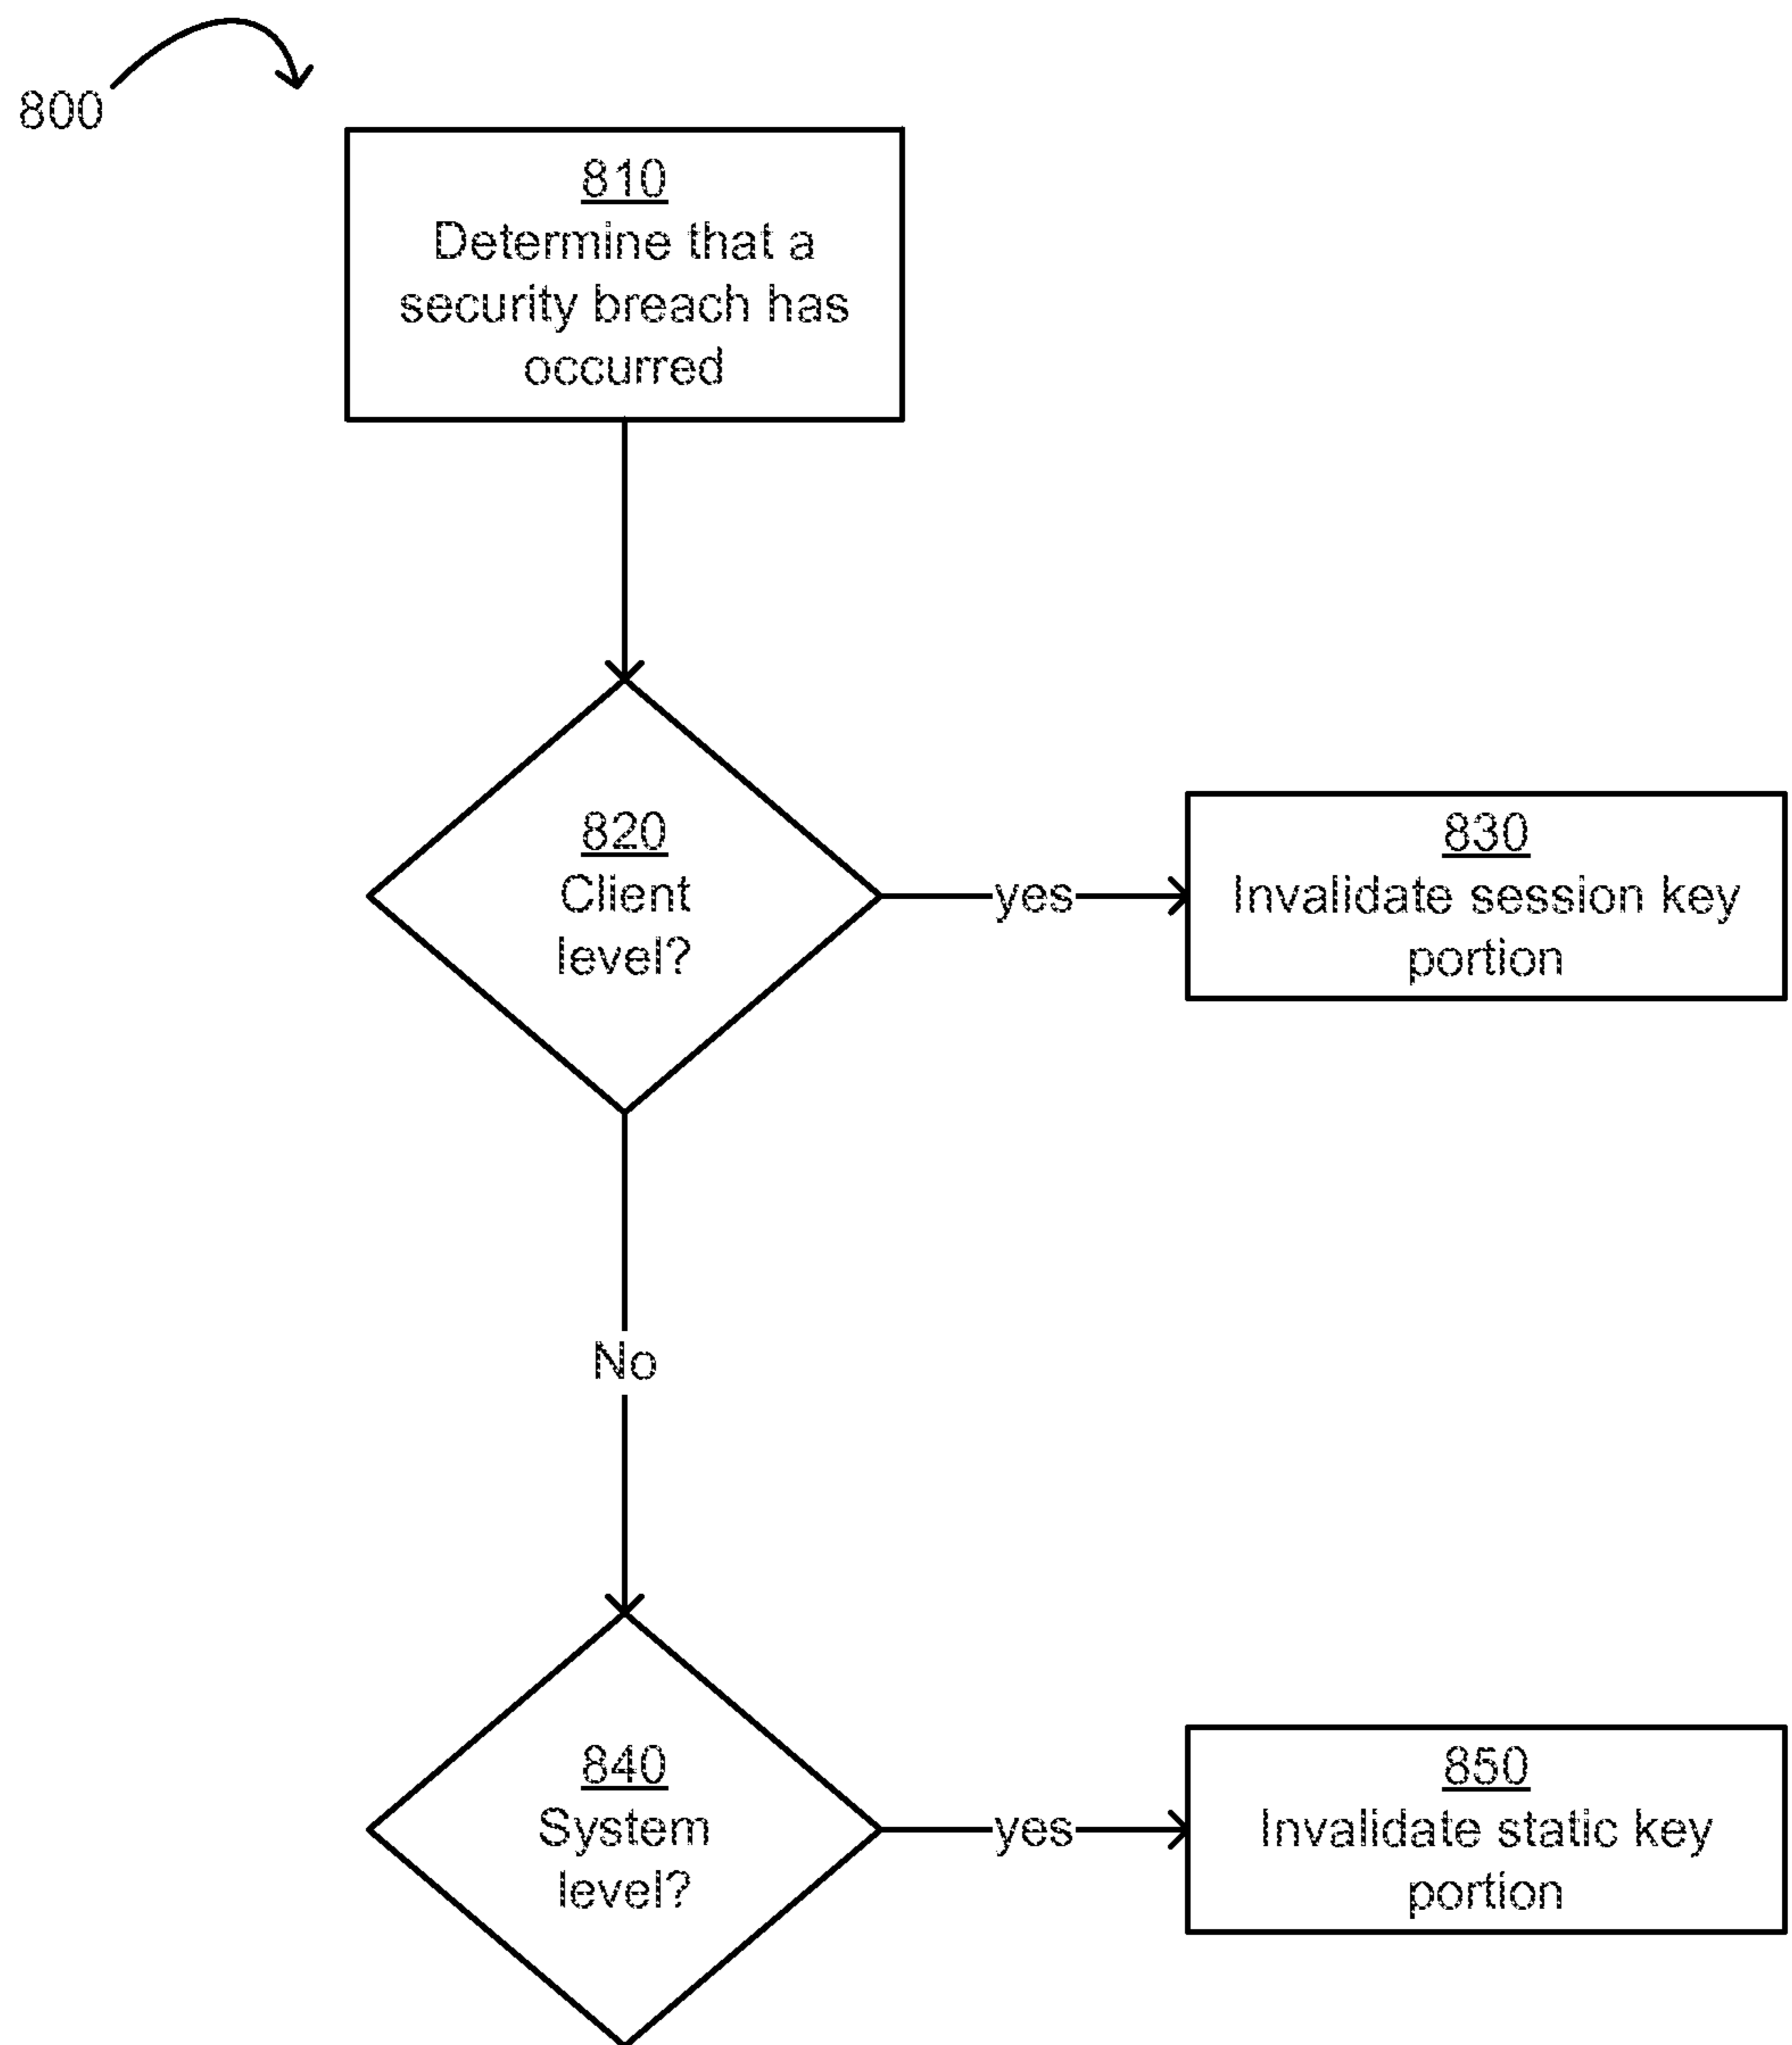 800
810
Determine that a
security breach has
occurred
820
Client
level?
yes
830
Invalidate session key
portion
No
840
System
level?
yes
850
Invalidate static key
portion